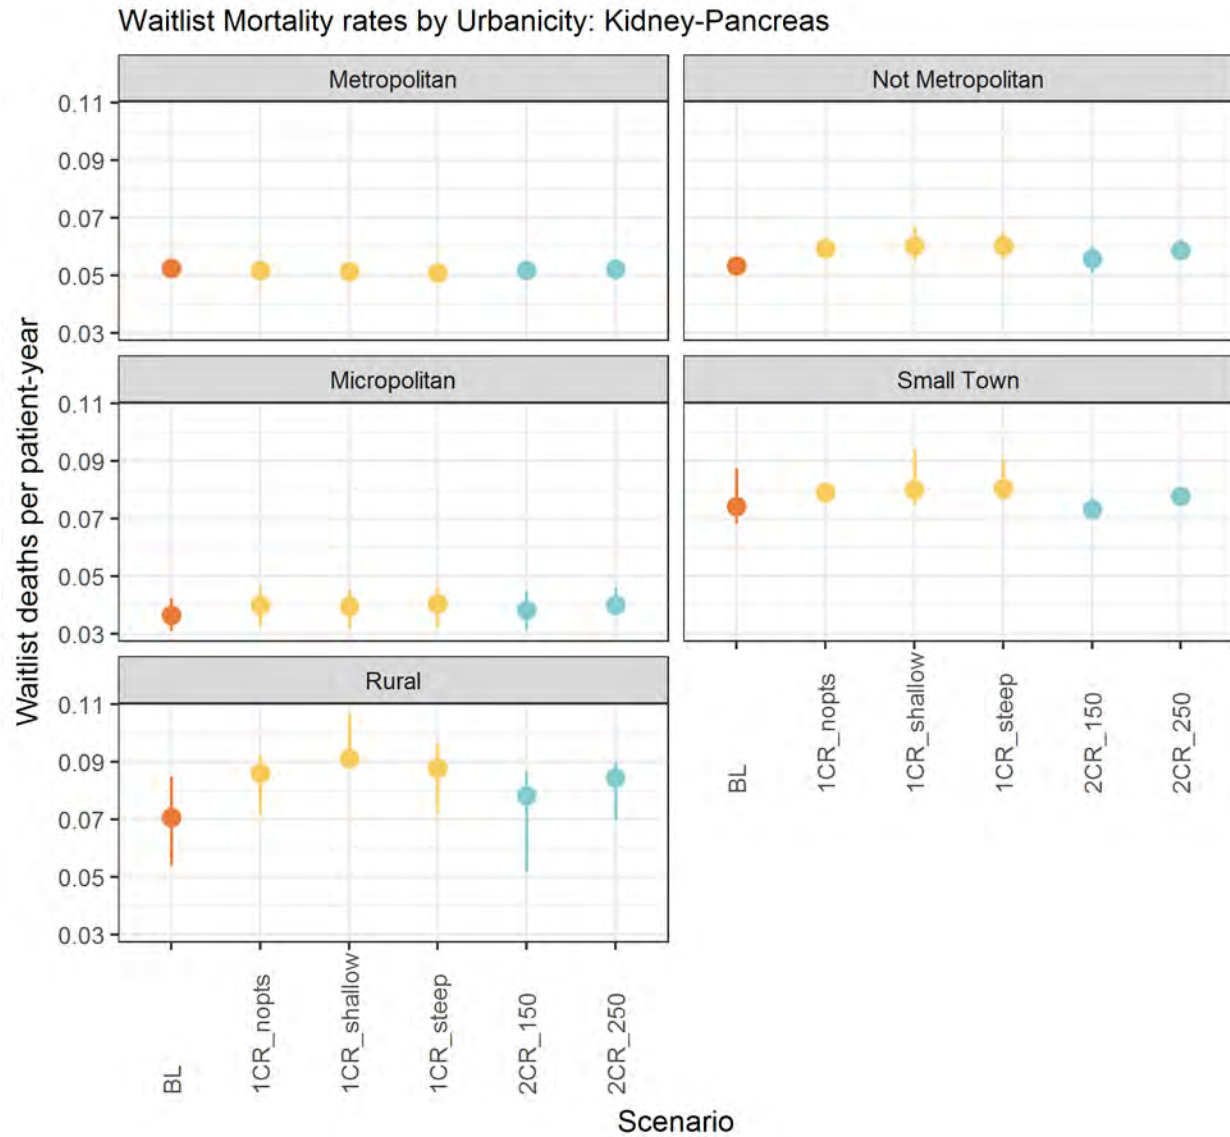 Waitlist Mortality rates by Urbanicity: Kidney-Pancreas
Waitlist deaths per patient-year
Metropolitan
0.11
0.09
0.07
0.05
0.03
Not Metropolitan
Micropolitan
0.11
0.09
0.07
0.05
0.03
Small Town
BL
1CR_nopts
1CR_shallow
1CR_steep
2CR_150
2CR_250
Rural
0.11
0.09
0.07
0.05
0.03
BL
1CR_nopts
1CR_shallow
1CR_steep
2CR_150
2CR_250
Scenario